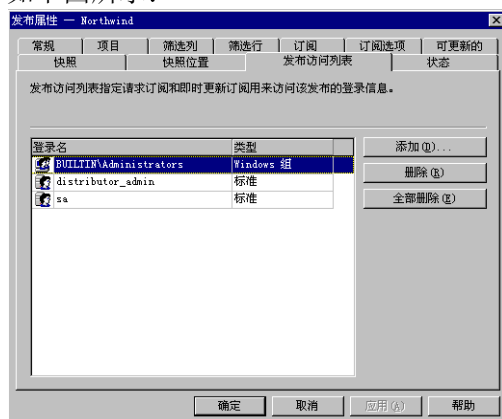 发布属性 — Northwind
常规 项目 筛选列 筛选行 订阅 订阅选项 可更新的
快照 快照位置 发布访问列表 状态
发布访问列表指定请求订阅和即时更新订阅用来访问该发布的登录信息。
登录名 类型
BUILTIN\Administrators Windows 组
distributor_admin 标准
sa 标准
添加(D)...
删除(R)
全部删除(E)
确定 取消 应用(A) 帮助